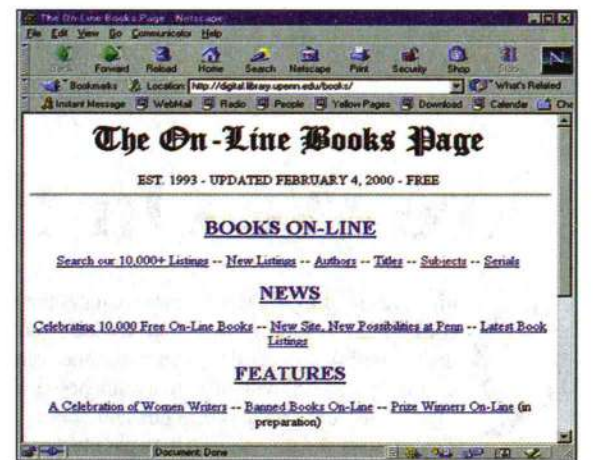 The On-Line Books Page - Netscape
File Edit View Go Communicator Help
Back Forward Reload Home Search Netscape Print Security Shop Stop
Bookmarks Location: http://digital.library.upenn.edu/books/ What's Related
Instant Message WebMail Radio People Yellow Pages Download Calendar
The On-Line Books Page
EST. 1993 - UPDATED FEBRUARY 4, 2000 - FREE
BOOKS ON-LINE
Search our 10,000+ Listings -- New Listings -- Authors -- Titles -- Subjects -- Serials
NEWS
Celebrating 10,000 Free On-Line Books -- New Site, New Possibilities at Penn -- Latest Book
Listings
FEATURES
A Celebration of Women Writers -- Banned Books On-Line -- Prize Winners On-Line (in
preparation)
Document: Done